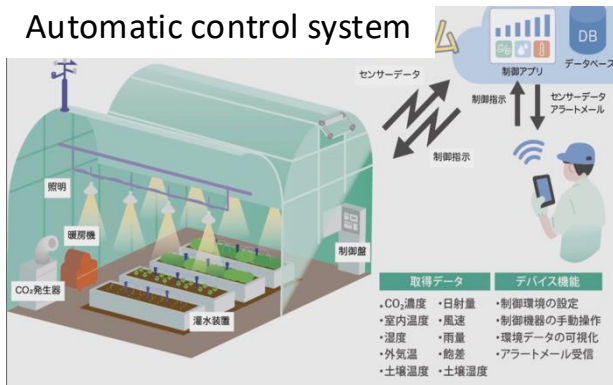 Automatic control system
ム
DB
制御アプリ
データベース
センサーデータ
制御指示
センサーデータ
アラートメール
制御指示
照明
暖房機
制御盤
CO₂発生器
灌水装置
取得データ
・CO₂濃度 ・日射量
・室内温度 ・風速
・湿度 ・雨量
・外気温 ・飽差
・土壌温度 ・土壌湿度
デバイス機能
・制御環境の設定
・制御機器の手動操作
・環境データの可視化
・アラートメール受信